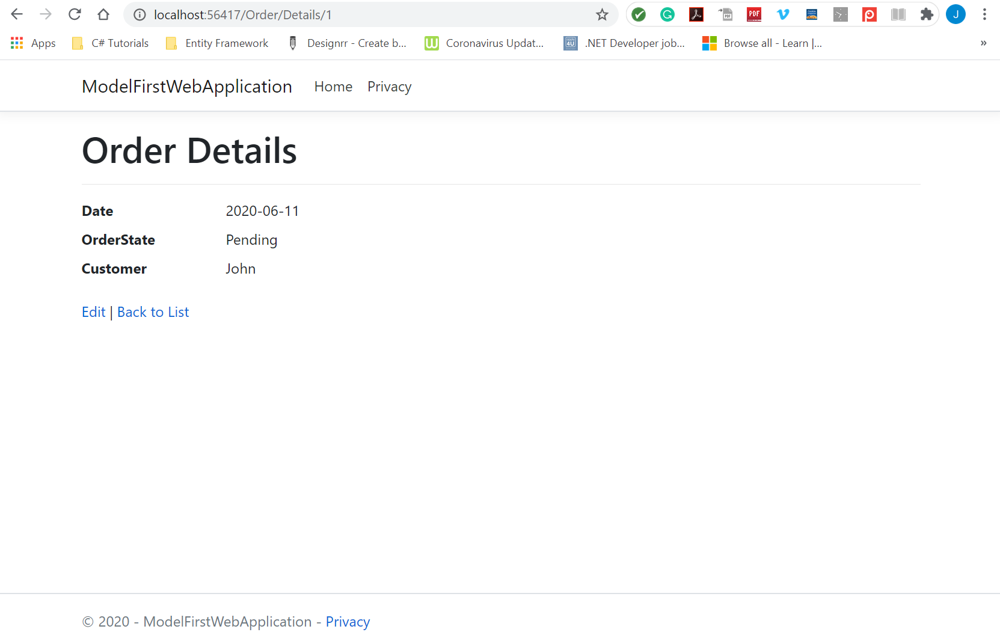 localhost:56417/Order/Details/1
PDF
PDF
J
Apps
C# Tutorials
Entity Framework
Designrr - Create b...
Coronavirus Updat...
.NET Developer job...
Browse all - Learn |...
»
ModelFirstWebApplication Home Privacy
Order Details
Date 2020-06-11
OrderState Pending
Customer John
Edit | Back to List
© 2020 - ModelFirstWebApplication - Privacy